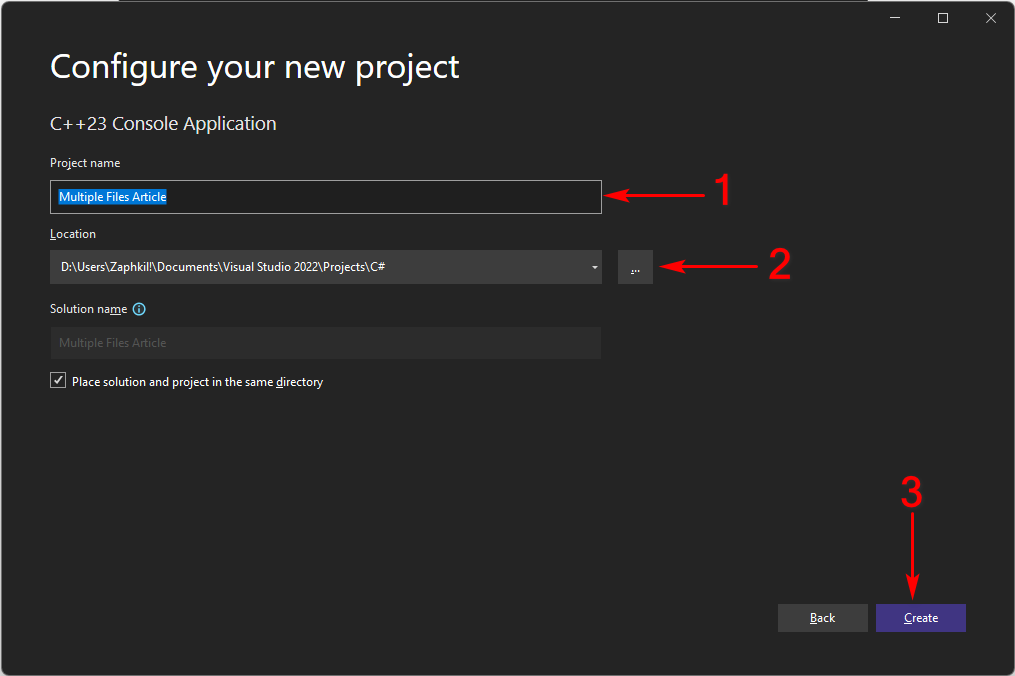 Configure your new project
C++23 Console Application
Project name
Multiple Files Article
1
Location
D:\Users\Zaphkil!\Documents\Visual Studio 2022\Projects\C#
...
2
Solution name
Multiple Files Article
Place solution and project in the same directory
3
Back
Create